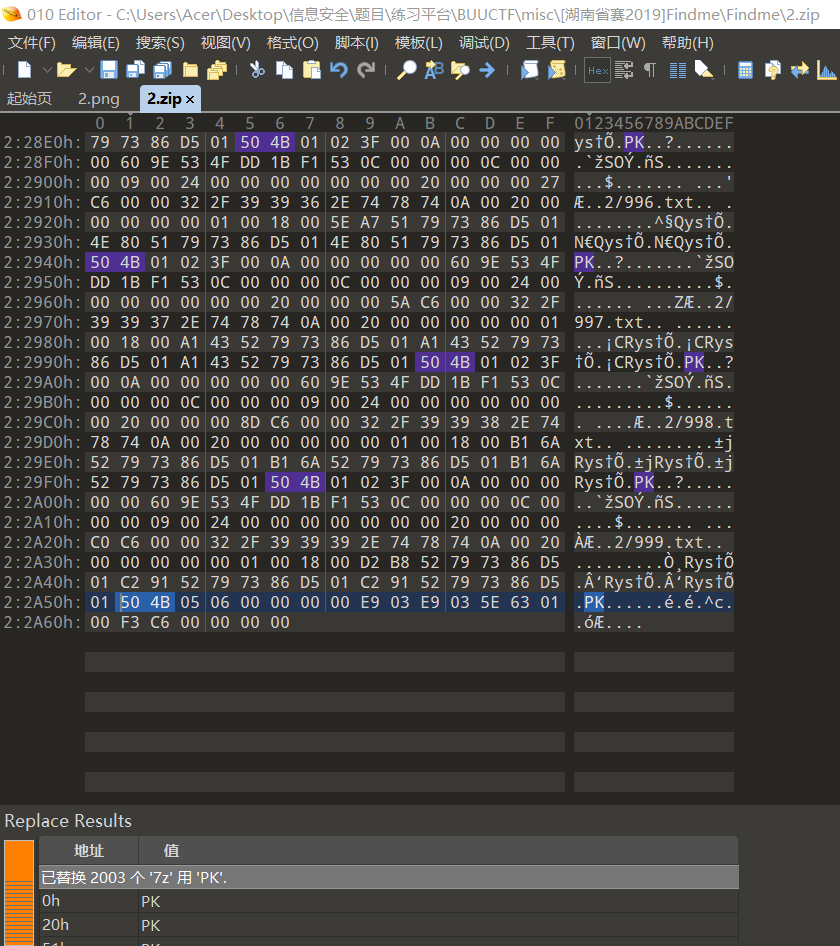 010 Editor - C:\Users\Acer\Desktop\信息安全\题目\练习平台\BUUCTF\misc\[湖南省赛2019]Findme\Findme\2.zip
文件(F) 编辑(E) 搜索(S) 视图(V) 格式(O) 脚本(I) 模板(L) 调试(D) 工具(T) 窗口(W) 帮助(H)
Hex
起始页 2.png 2.zip ×
0 1 2 3 4 5 6 7 8 9 A B C D E F 0123456789ABCDEF
2:28E0h: 79 73 86 D5 01 50 4B 01 02 3F 00 0A 00 00 00 00 ys†Õ.PK..?......
2:28F0h: 00 60 9E 53 4F DD 1B F1 53 0C 00 00 00 0C 00 00 .`žSOÝ.ñS.......
2:2900h: 00 09 00 24 00 00 00 00 00 00 00 20 00 00 00 27 ...$....... ...'
2:2910h: C6 00 00 32 2F 39 39 36 2E 74 78 74 0A 00 20 00 Æ..2/996.txt.. .
2:2920h: 00 00 00 00 01 00 18 00 5E A7 51 79 73 86 D5 01 ........^§Qys†Õ.
2:2930h: 4E 80 51 79 73 86 D5 01 4E 80 51 79 73 86 D5 01 N€Qys†Õ.N€Qys†Õ.
2:2940h: 50 4B 01 02 3F 00 0A 00 00 00 00 00 60 9E 53 4F PK..?.......`žSO
2:2950h: DD 1B F1 53 0C 00 00 00 0C 00 00 00 09 00 24 00 Ý.ñS..........$.
2:2960h: 00 00 00 00 00 00 20 00 00 00 5A C6 00 00 32 2F ...... ...ZÆ..2/
2:2970h: 39 39 37 2E 74 78 74 0A 00 20 00 00 00 00 00 01 997.txt.. ......
2:2980h: 00 18 00 A1 43 52 79 73 86 D5 01 A1 43 52 79 73 ...¡CRys†Õ.¡CRys
2:2990h: 86 D5 01 A1 43 52 79 73 86 D5 01 50 4B 01 02 3F †Õ.¡CRys†Õ.PK..?
2:29A0h: 00 0A 00 00 00 00 00 60 9E 53 4F DD 1B F1 53 0C .......`žSOÝ.ñS.
2:29B0h: 00 00 00 0C 00 00 00 09 00 24 00 00 00 00 00 00 .........$......
2:29C0h: 00 20 00 00 00 8D C6 00 00 32 2F 39 39 38 2E 74 . ....Æ..2/998.t
2:29D0h: 78 74 0A 00 20 00 00 00 00 00 01 00 18 00 B1 6A xt.. .........±j
2:29E0h: 52 79 73 86 D5 01 B1 6A 52 79 73 86 D5 01 B1 6A Rys†Õ.±jRys†Õ.±j
2:29F0h: 52 79 73 86 D5 01 50 4B 01 02 3F 00 0A 00 00 00 Rys†Õ.PK..?.....
2:2A00h: 00 00 60 9E 53 4F DD 1B F1 53 0C 00 00 00 0C 00 ..`žSOÝ.ñS......
2:2A10h: 00 00 09 00 24 00 00 00 00 00 00 00 20 00 00 00 ....$....... ...
2:2A20h: C0 C6 00 00 32 2F 39 39 39 2E 74 78 74 0A 00 20 ÀÆ..2/999.txt..
2:2A30h: 00 00 00 00 00 01 00 18 00 D2 B8 52 79 73 86 D5 .........Ò¸Rys†Õ
2:2A40h: 01 C2 91 52 79 73 86 D5 01 C2 91 52 79 73 86 D5 .Â‘Rys†Õ.Â‘Rys†Õ
2:2A50h: 01 50 4B 05 06 00 00 00 00 E9 03 E9 03 5E 63 01 .PK......é.é.^c.
2:2A60h: 00 F3 C6 00 00 00 00 00 .óÆ....
Replace Results
地址 值
已替换 2003 个 '7z' 用 'PK'.
0h PK
20h PK